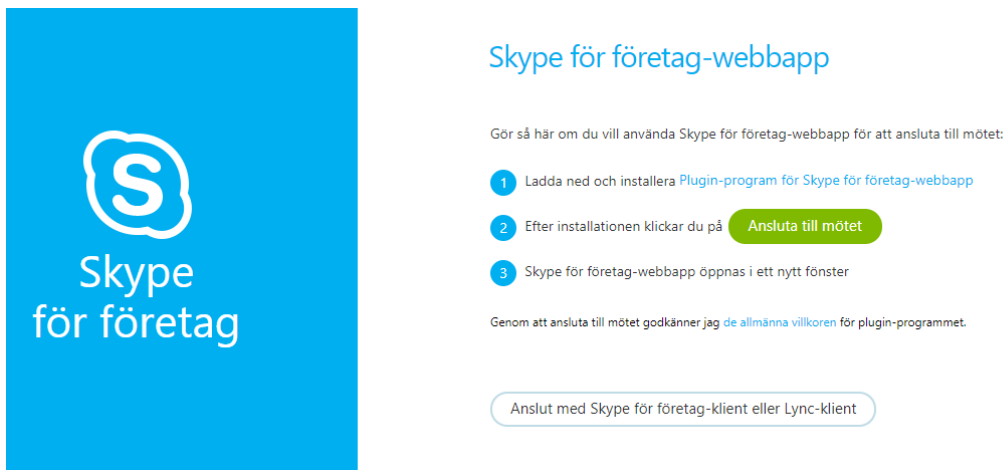 S
Skype
för företag
Skype för företag-webbapp
Gör så här om du vill använda Skype för företag-webbapp för att ansluta till mötet:
1 Ladda ned och installera Plugin-program för Skype för företag-webbapp
2 Efter installationen klickar du på Ansluta till mötet
3 Skype för företag-webbapp öppnas i ett nytt fönster
Genom att ansluta till mötet godkänner jag de allmänna villkoren för plugin-programmet.
Anslut med Skype för företag-klient eller Lync-klient